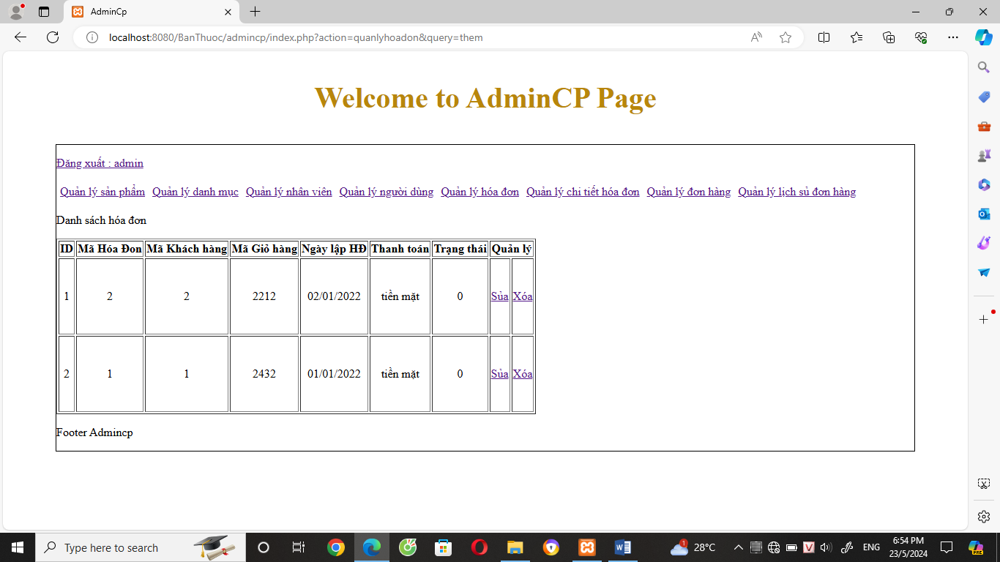 AdminCp
localhost:8080/BanThuoc/admincp/index.php?action=quanlyhoadon&query=them
Welcome to AdminCP Page
Đăng xuất : admin
Quản lý sản phẩm Quản lý danh mục Quản lý nhân viên Quản lý người dùng Quản lý hóa đơn Quản lý chi tiết hóa đơn Quản lý đơn hàng Quản lý lịch sủ đơn hàng
Danh sách hóa đơn
ID Mã Hóa Đon Mã Khách hàng Mã Giỏ hàng Ngày lập HĐ Thanh toán Trạng thái Quản lý
1 2 2 2212 02/01/2022 tiền mặt 0 Sủa Xóa
2 1 1 2432 01/01/2022 tiền mặt 0 Sủa Xóa
Footer Admincp
Type here to search
1 28°C
V ENG 6:54 PM
23/5/2024
PRE